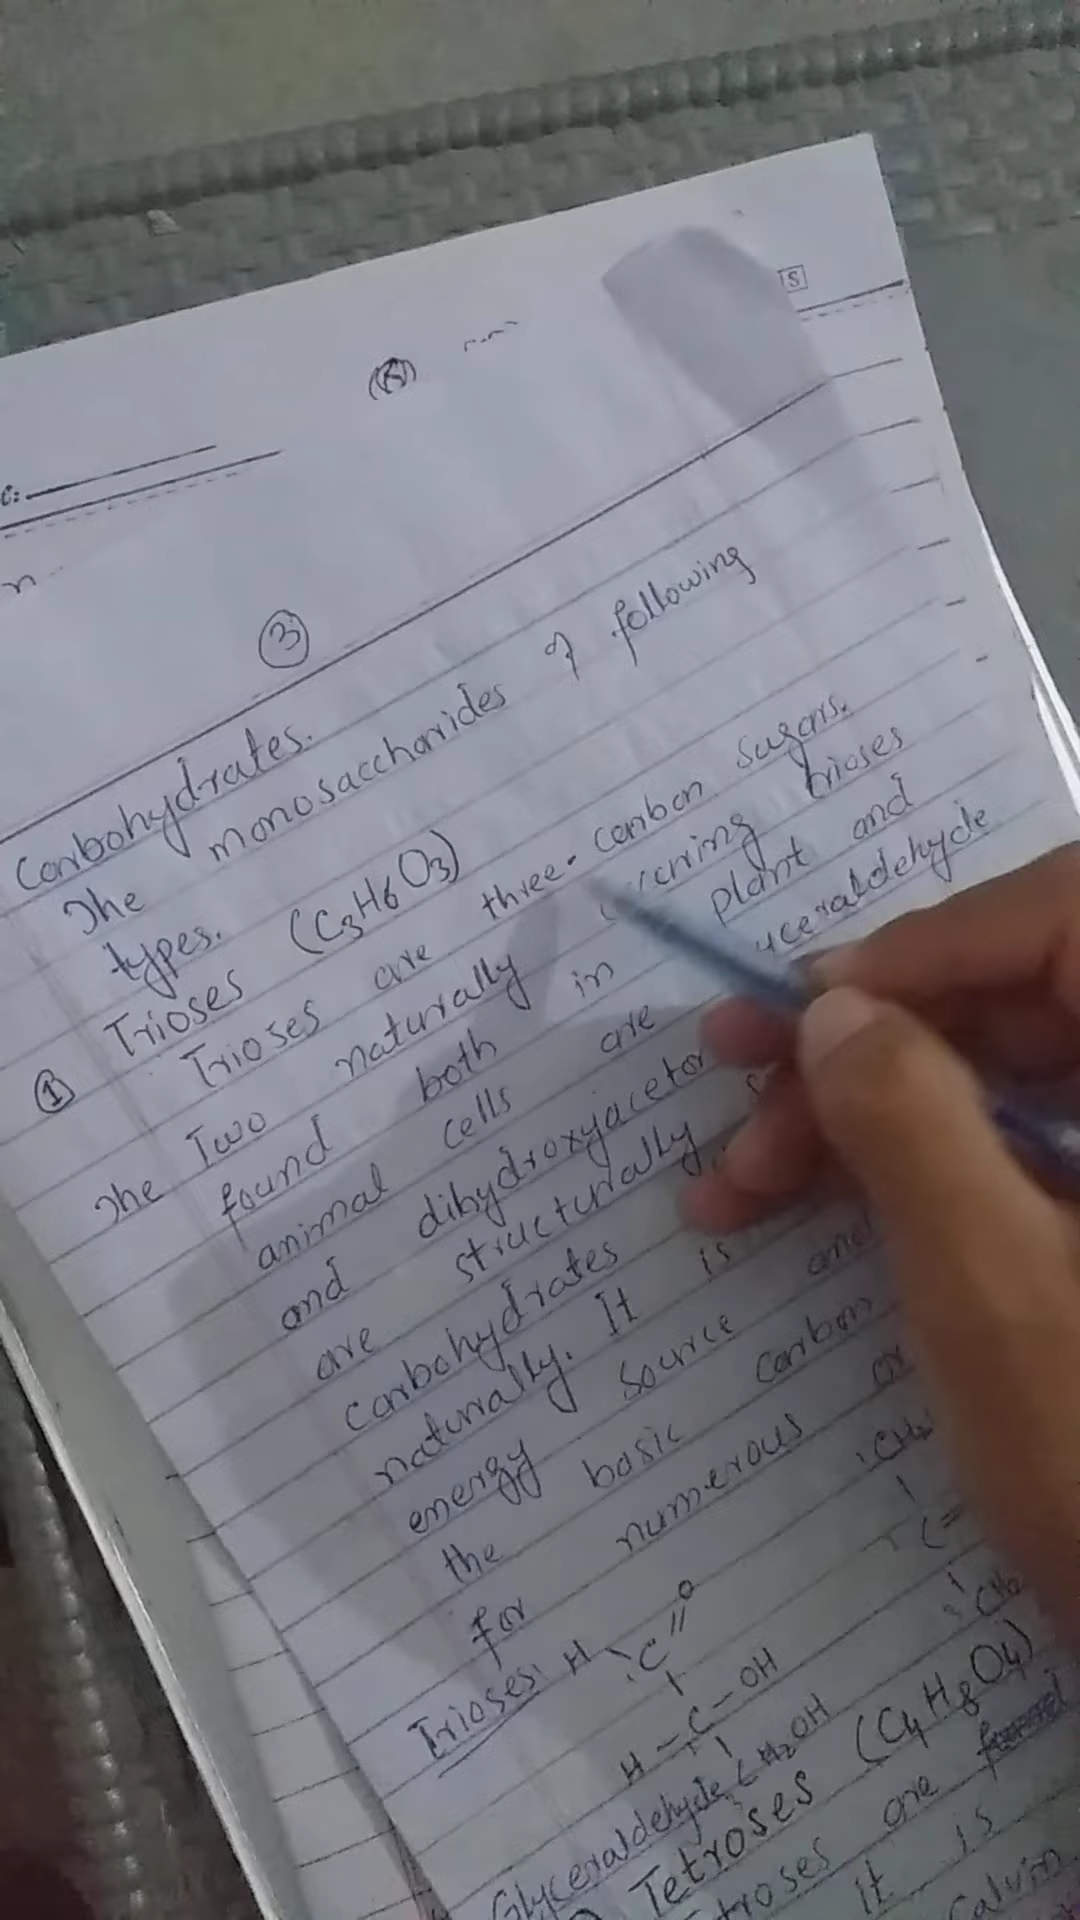 S
(A)
C:
n
3
Carbohydrates.
The monosaccharides of following
types.
① Trioses (C3H6O3)
Trioses are three-carbon sugars.
The Two naturally trioses
found both in plant and
animal cells are
and
are structurally
carbohydrates
naturally. It is
energy source and
the basic carbon
for numerous
Trioses: H C O
H-C-OH
CH2OH
Glyceraldehyde
Tetroses (C4H8O4)
are
It is
Calvin